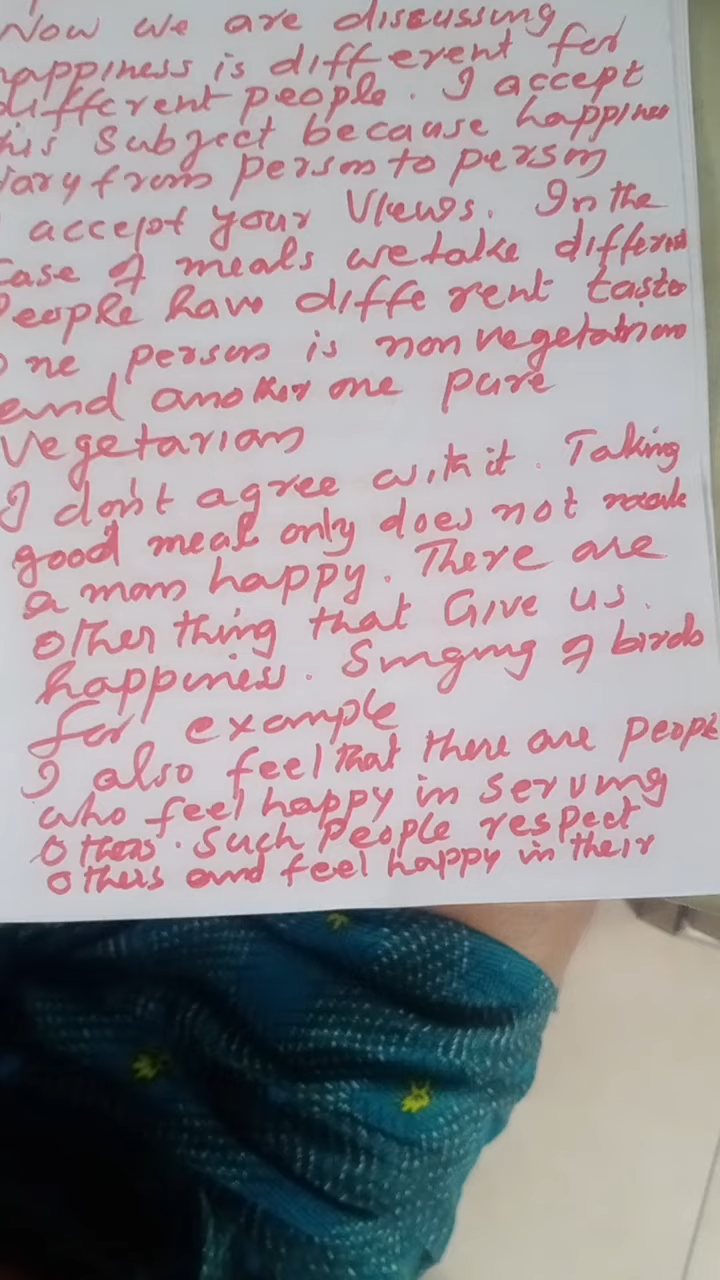 Now we are discussing
happiness is different for
different people. I accept
his subject because happiness
vary from person to person
I accept your views. In the
case of meals we take different
People have different taste
One person is non vegetarian
and another one pure
vegetarian
I don't agree with it. Taking
good meal only does not make
a man happy. There are
other thing that Give us.
happiness. Singing of birds
for example
I also feel that there are people
who feel happy in serving
others. Such People respect
others and feel happy in their